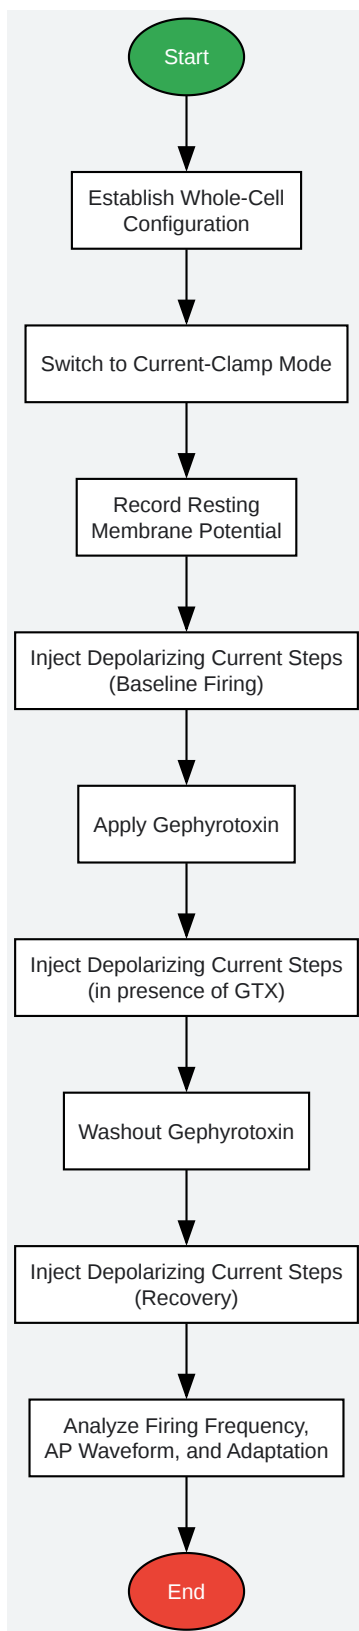 Start
Establish Whole-Cell
Configuration
Switch to Current-Clamp Mode
Record Resting
Membrane Potential
Inject Depolarizing Current Steps
(Baseline Firing)
Apply Gephyrotoxin
Inject Depolarizing Current Steps
(in presence of GTX)
Washout Gephyrotoxin
Inject Depolarizing Current Steps
(Recovery)
Analyze Firing Frequency,
AP Waveform, and Adaptation
End